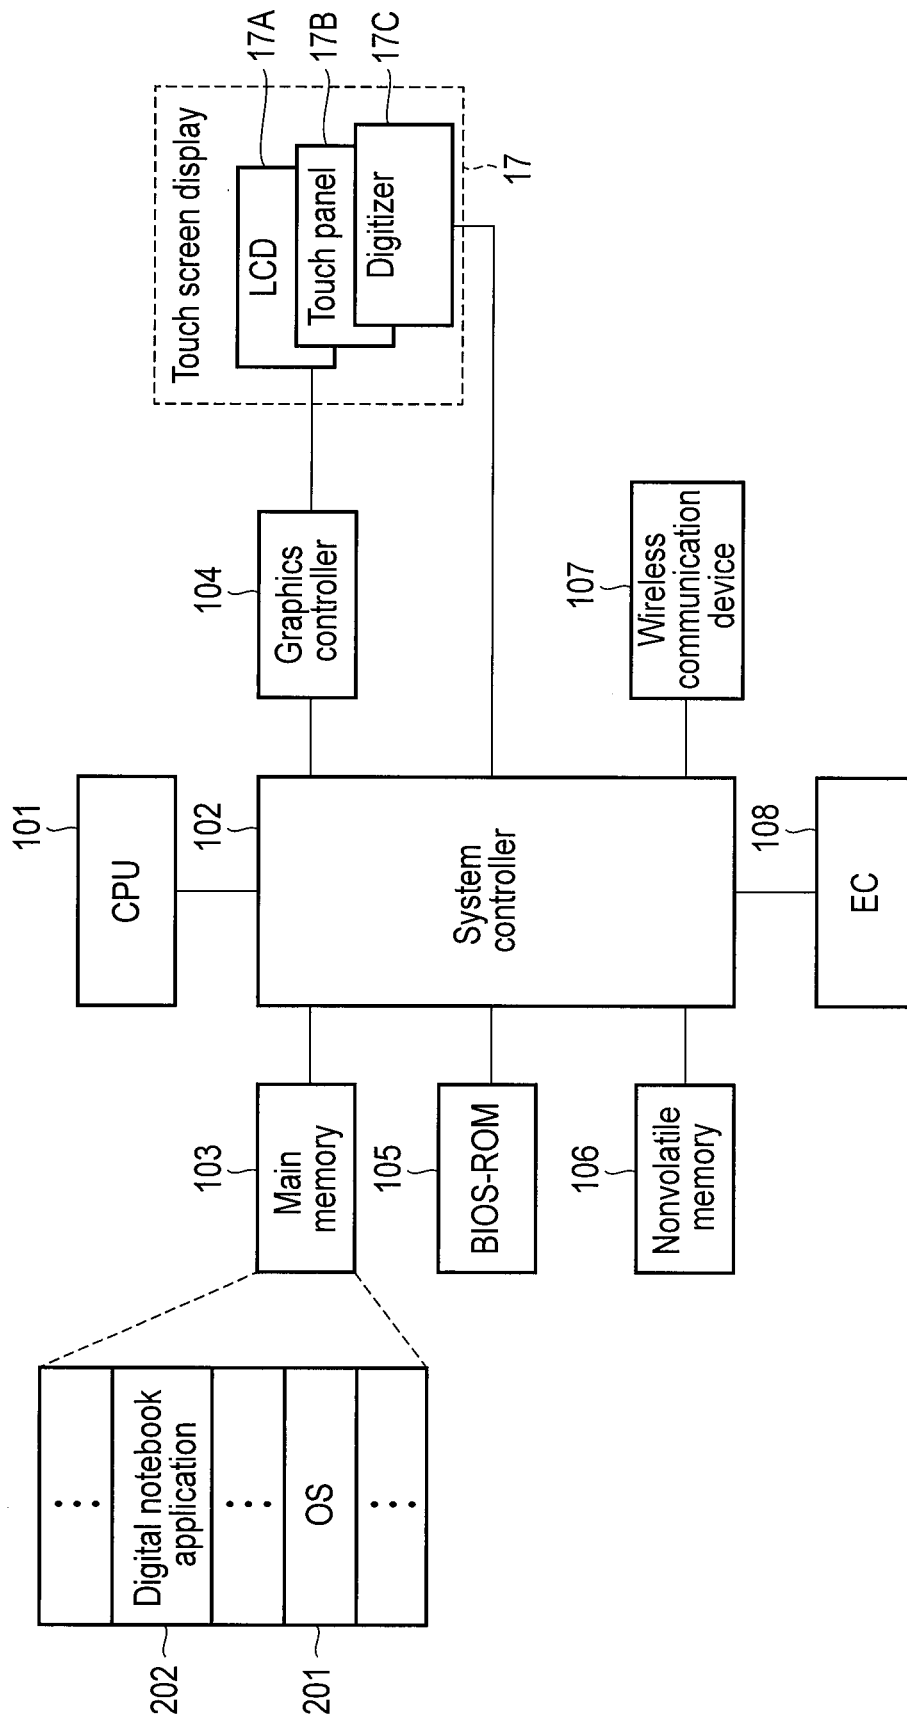 202
Digital notebook
application
201
OS
103
Main
memory
105
BIOS-ROM
106
Nonvolatile
memory
101
CPU
102
System
controller
108
EC
104
Graphics
controller
107
Wireless
communication
device
Touch screen display
LCD
Touch panel
Digitizer
17A
17B
17C
17